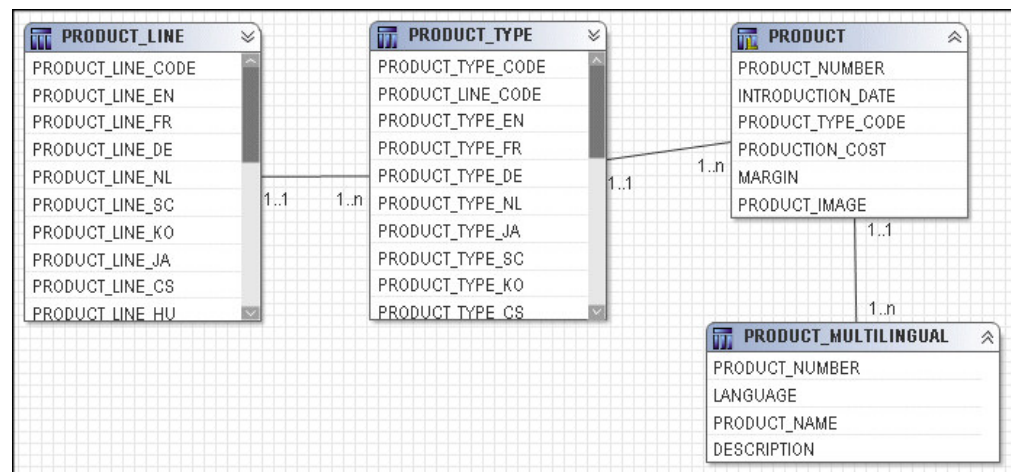 PRODUCT_LINE
PRODUCT_LINE_CODE
PRODUCT_LINE_EN
PRODUCT_LINE_FR
PRODUCT_LINE_DE
PRODUCT_LINE_NL
PRODUCT_LINE_SC
PRODUCT_LINE_KO
PRODUCT_LINE_JA
PRODUCT_LINE_CS
PRODUCT_LINE_HU
1..1
1..n
PRODUCT_TYPE
PRODUCT_TYPE_CODE
PRODUCT_LINE_CODE
PRODUCT_TYPE_EN
PRODUCT_TYPE_FR
PRODUCT_TYPE_DE
PRODUCT_TYPE_NL
PRODUCT_TYPE_JA
PRODUCT_TYPE_SC
PRODUCT_TYPE_KO
PRODUCT_TYPE_CS
1..1
1..n
PRODUCT
PRODUCT_NUMBER
INTRODUCTION_DATE
PRODUCT_TYPE_CODE
PRODUCTION_COST
MARGIN
PRODUCT_IMAGE
1..1
1..n
PRODUCT_MULTILINGUAL
PRODUCT_NUMBER
LANGUAGE
PRODUCT_NAME
DESCRIPTION